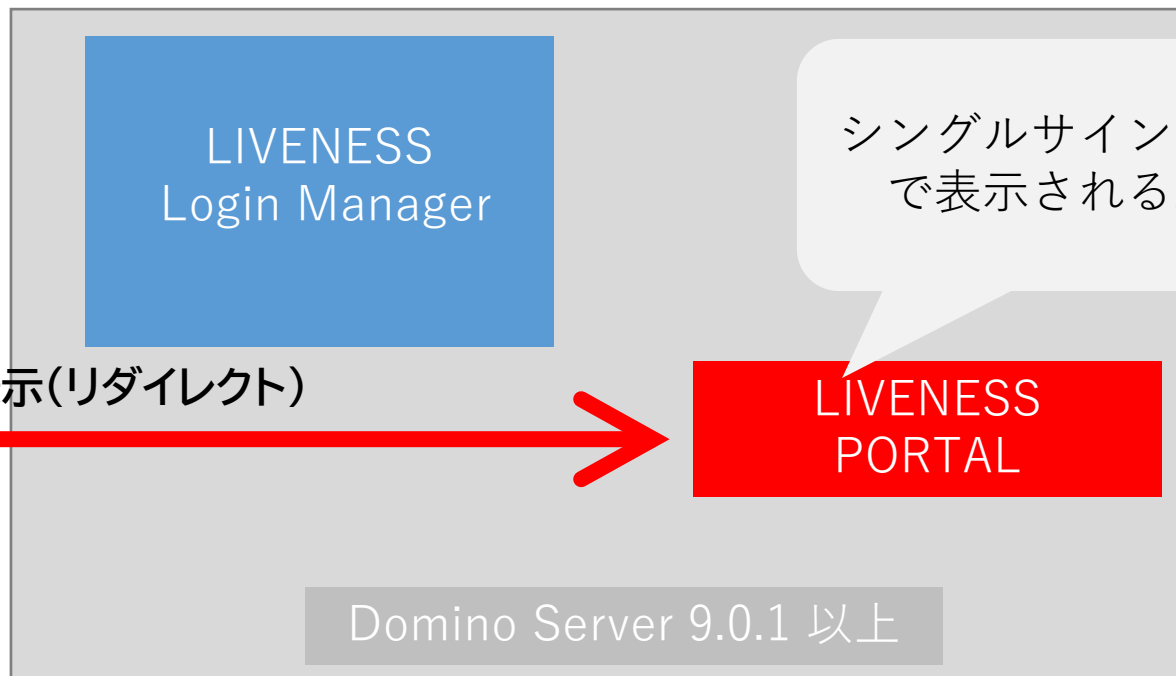 LIVENESS
Login Manager
シングルサイン
で表示される
示(リダイレクト)
LIVENESS
PORTAL
Domino Server 9.0.1 以上